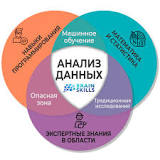 НАВЫКИ
ПРОГРАММИРОВАНИЯ
Машинное
обучение
МАТЕМАТИКА
И СТАТИСТИКА
АНАЛИЗ
ДАННЫХ
BRAIN
SKILLS
Опасная
зона
Традиционные
исследования
ЭКСПЕРТНЫЕ ЗНАНИЯ
В ОБЛАСТИ